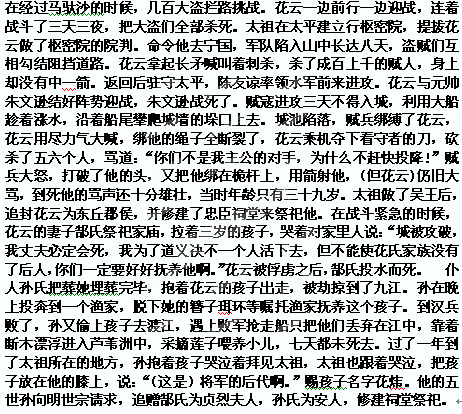 在经过马驮沙的时候，几百大盗拦路挑战。花云一边前行一边迎战，连着
战斗了三天三夜，把大盗们全部杀死。太祖在太平建立行枢密院，提拔花
云做了枢密院的院判。命令他去宁国，军队陷入山中长达八天，盗贼们互
相勾结阻挡道路。花云拿起长矛喊叫着刺杀，杀了成百上千的贼人，身上
却没有中一箭。返回后驻守太平，陈友谅率领水军前来进攻。花云与元帅
朱文逊结好阵势迎战，朱文逊战死了。贼寇进攻三天不得入城，利用大船
趁着涨水，沿着船尾攀爬城墙的垛口上去。城池陷落，贼兵绑缚了花云，
花云用尽力气大喊，绑他的绳子全断裂了，花云乘机夺下看守者的刀，砍
杀了五六个人，骂道：“你们不是我主公的对手，为什么不赶快投降！”贼
兵大怒，打破了他的头，又把他绑在桅杆上，用箭射他，（但花云)仍旧大
骂，到死他的骂声还十分雄壮，当时年龄只有三十九岁。太祖做了吴王后，
追封花云为东丘郡侯，并修建了忠臣祠堂来祭祀他。在战斗紧急的时候，
花云的妻子郜氏祭祀家庙，拉着三岁的孩子，哭着对家里人说：“城被攻破，
我丈夫必定会死，我为了道义决不一个人活下去，但不能使花氏家族没有
了后人，你们一定要好好抚养他啊。”花云被俘虏之后，郜氏投水而死。 仆
人孙氏把葬她埋葬完毕，抱着花云的孩子出走，被劫掠到了九江。孙在晚
上投奔到一个渔家，脱下她的簪子珥环等嘱托渔家抚养这个孩子。到汉兵
败了，孙又偷上孩子去渡江，遇上败军抢走船只把他们丢弃在江中，靠着
断木漂浮进入芦苇洲中，采摘莲子喂养小儿，七天都未死去。过了一年到
了太祖所在的地方，孙抱着孩子哭泣着拜见太祖，太祖也跟着哭泣，把孩
子放在他的膝上，说：“（这是）将军的后代啊。”赐孩子名字花炜。他的五
世孙向明世宗请求，追赠郜氏为贞烈夫人，孙氏为安人，修建祠堂祭祀。